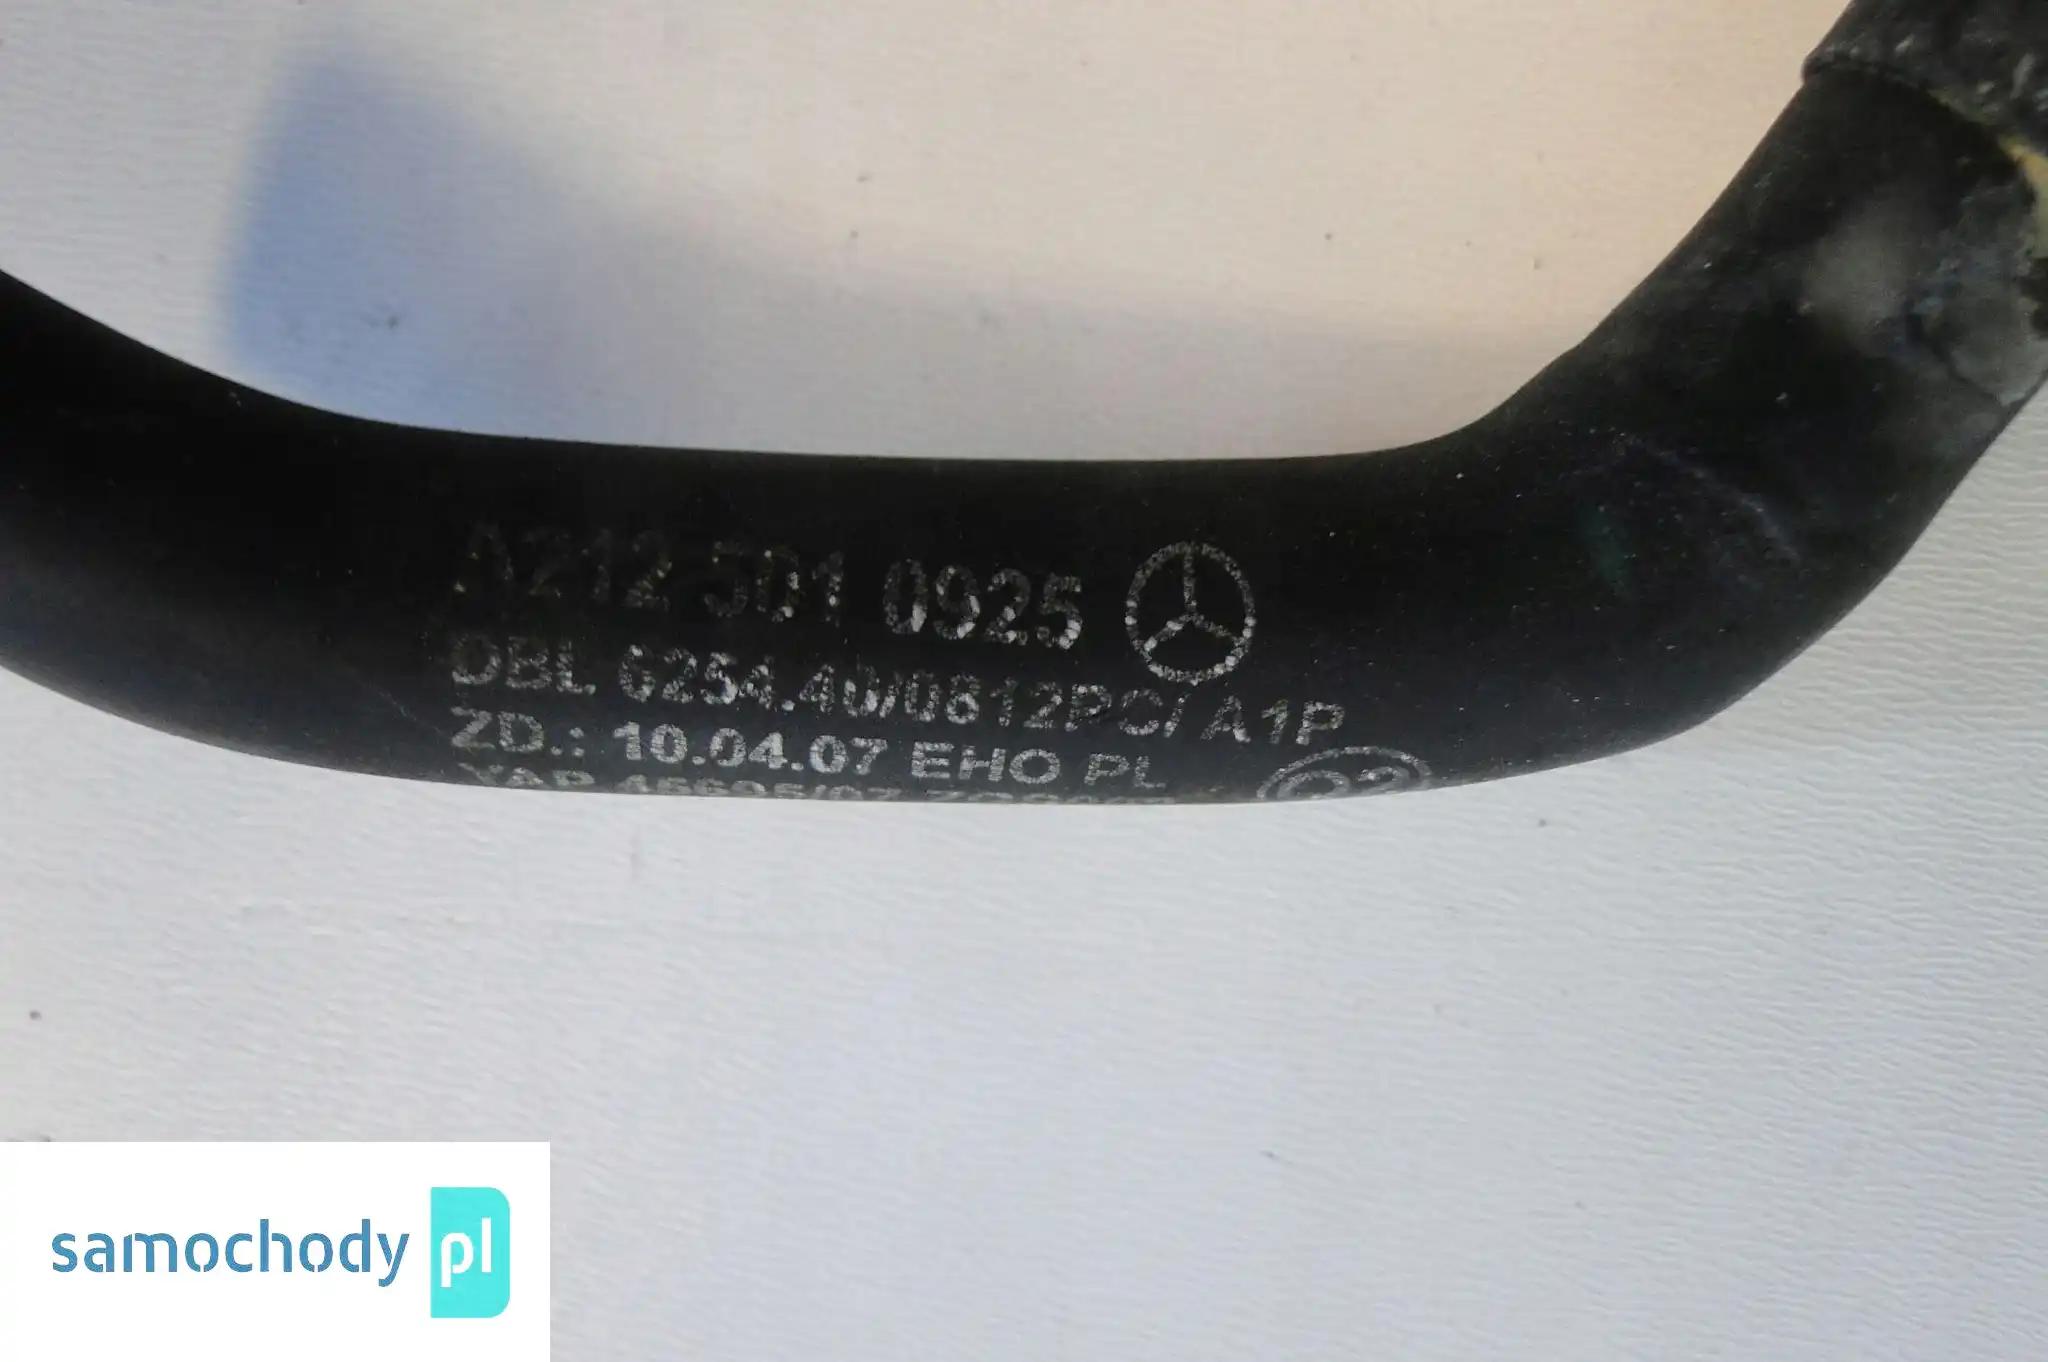 A212 501 0925
DBL 6254.40/0812PC/ A1P
ZD.: 10.04.07 EHO PL
samochody pl